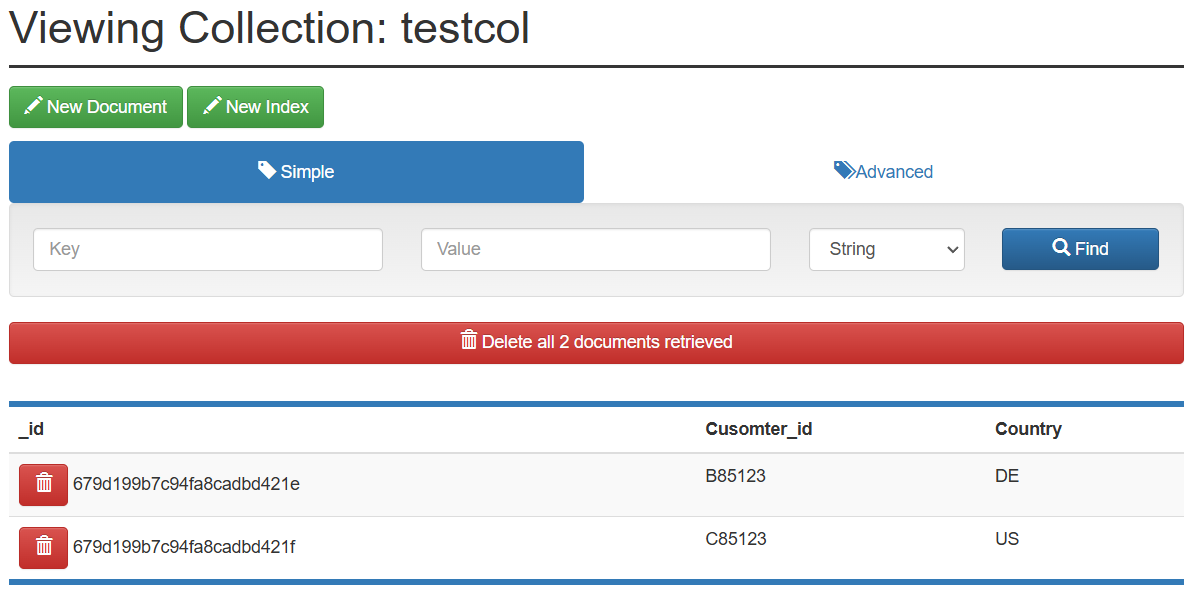 Viewing Collection: testcol
New Document New Index
Simple Advanced
Key Value String Find
Delete all 2 documents retrieved
_id Cusomter_id Country
679d199b7c94fa8cadbd421e B85123 DE
679d199b7c94fa8cadbd421f C85123 US